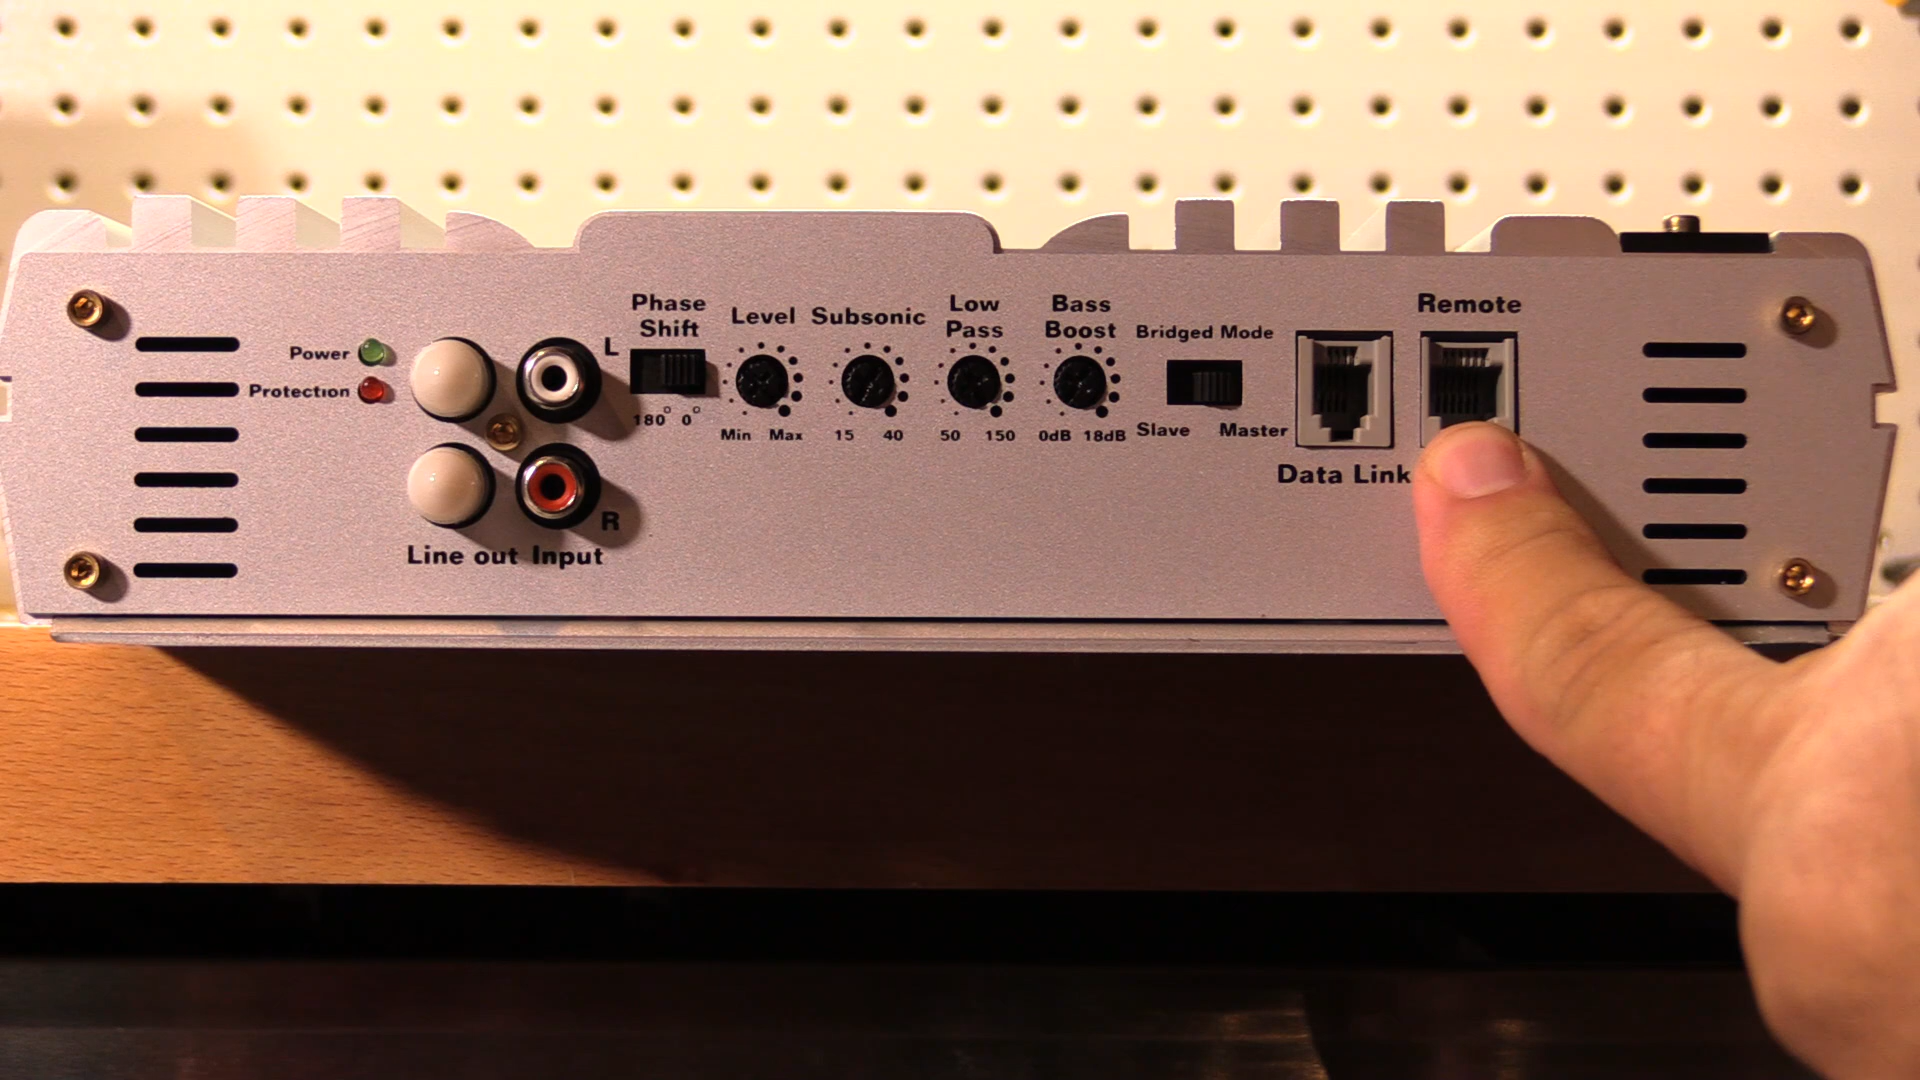 Power
Protection
L
R
Line out Input
Phase
Shift
180° 0°
Level
Min Max
Subsonic
15 40
Low
Pass
50 150
Bass
Boost
0dB 18dB
Bridged Mode
Slave Master
Data Link
Remote